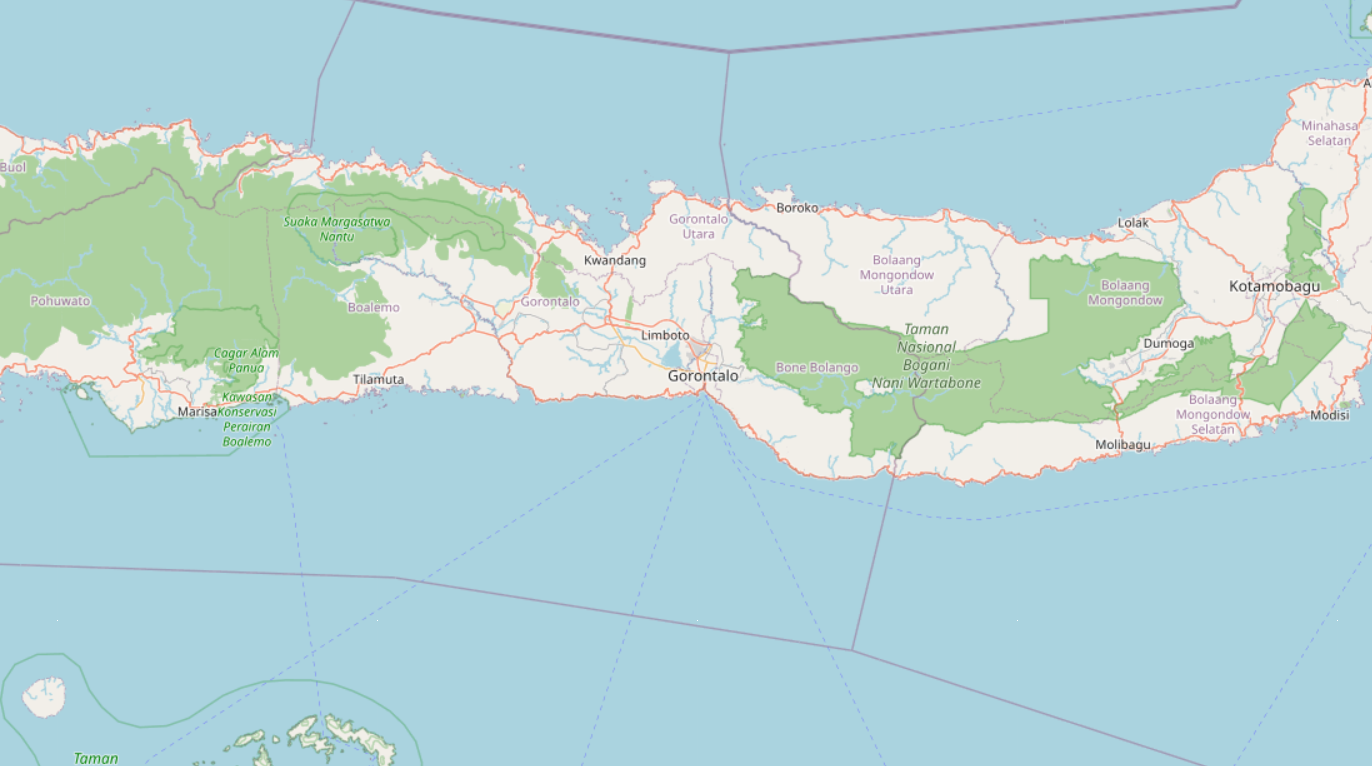 A
Minahasa
Selatan
Buol
Boroko
Suaka Margasatwa
Nantu
Gorontalo
Utara
Lolak
Kwandang
Bolaang
Mongondow
Utara
Bolaang
Mongondow
Kotamobagu
Pohuwato
Boalemo
Gorontalo
Limboto
Taman
Nasional
Bogani
Nani Wartabone
Dumoga
Cagar Alam
Panua
Bone Bolango
Gorontalo
Tilamuta
Marisa
Kawasan
Konservasi
Perairan
Boalemo
Bolaang
Mongondow
Selatan
Modisi
Molibagu
Taman